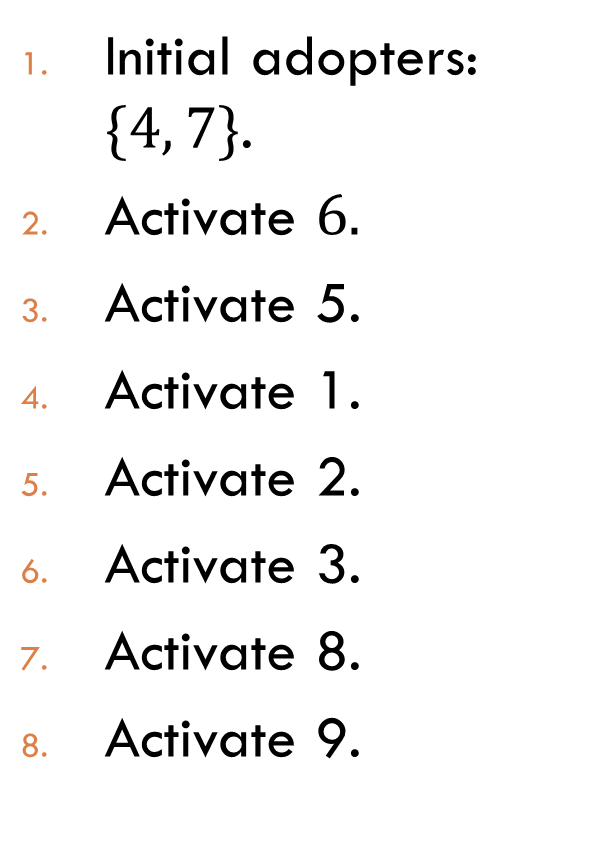 1. Initial adopters:
{4, 7}.
2. Activate 6.
3. Activate 5.
4. Activate 1.
5. Activate 2.
6. Activate 3.
7. Activate 8.
8. Activate 9.